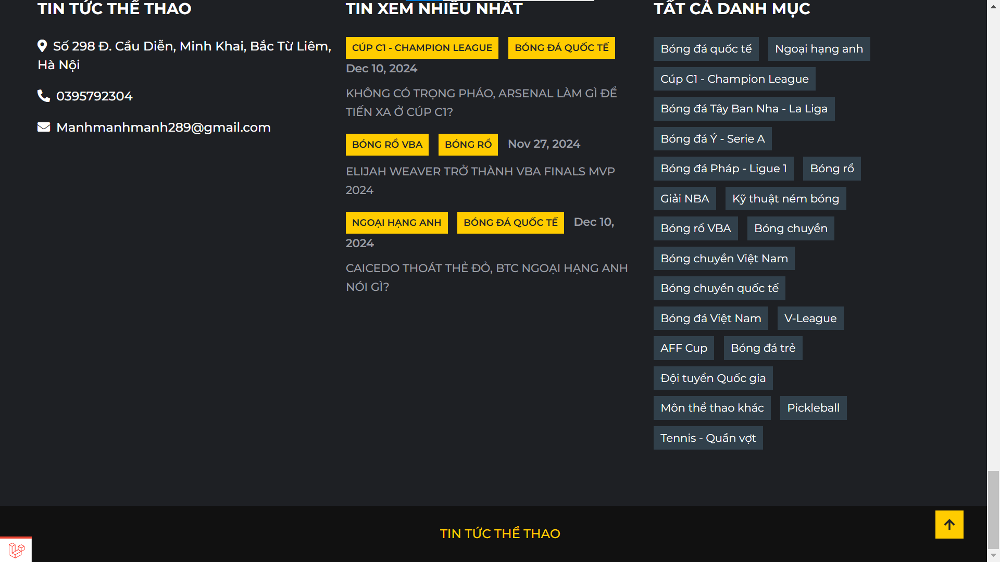 TIN TỨC THỂ THAO
Số 298 Đ. Cầu Diễn, Minh Khai, Bắc Từ Liêm,
Hà Nội
0395792304
Manhmanhmanh289@gmail.com
TIN XEM NHIỀU NHẤT
CÚP C1 - CHAMPION LEAGUE BÓNG ĐÁ QUỐC TẾ
Dec 10, 2024
KHÔNG CÓ TRỌNG PHÁO, ARSENAL LÀM GÌ ĐỂ
TIẾN XA Ở CÚP C1?
BÓNG RỔ VBA BÓNG RỔ Nov 27, 2024
ELIJAH WEAVER TRỞ THÀNH VBA FINALS MVP
2024
NGOẠI HẠNG ANH BÓNG ĐÁ QUỐC TẾ Dec 10,
2024
CAICEDO THOÁT THẺ ĐỎ, BTC NGOẠI HẠNG ANH
NÓI GÌ?
TẤT CẢ DANH MỤC
Bóng đá quốc tế Ngoại hạng anh
Cúp C1 - Champion League
Bóng đá Tây Ban Nha - La Liga
Bóng đá Ý - Serie A
Bóng đá Pháp - Ligue 1 Bóng rổ
Giải NBA Kỹ thuật ném bóng
Bóng rổ VBA Bóng chuyền
Bóng chuyền Việt Nam
Bóng chuyền quốc tế
Bóng đá Việt Nam V-League
AFF Cup Bóng đá trẻ
Đội tuyển Quốc gia
Môn thể thao khác Pickleball
Tennis - Quần vợt
TIN TỨC THỂ THAO